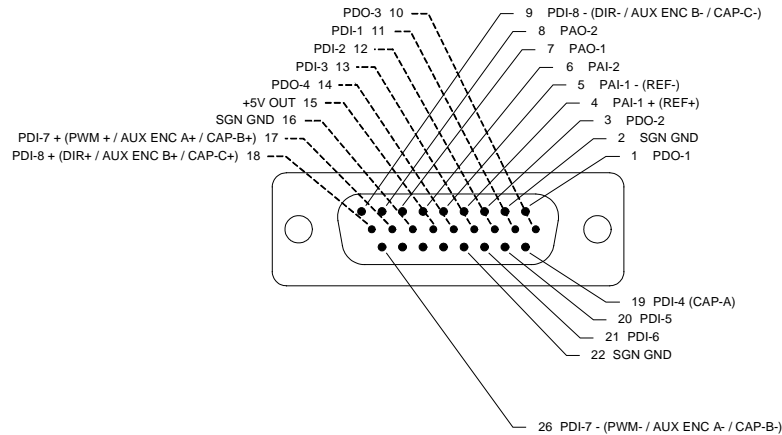 PDO-3 10
PDI-1 11
PDI-2 12
PDI-3 13
PDO-4 14
+5V OUT 15
SGN GND 16
PDI-7 + (PWM + / AUX ENC A+ / CAP-B+) 17
PDI-8 + (DIR+ / AUX ENC B+ / CAP-C+) 18
9 PDI-8 - (DIR- / AUX ENC B- / CAP-C-)
8 PAO-2
7 PAO-1
6 PAI-2
5 PAI-1 - (REF-)
4 PAI-1 + (REF+)
3 PDO-2
2 SGN GND
1 PDO-1
19 PDI-4 (CAP-A)
20 PDI-5
21 PDI-6
22 SGN GND
26 PDI-7 - (PWM- / AUX ENC A- / CAP-B-)